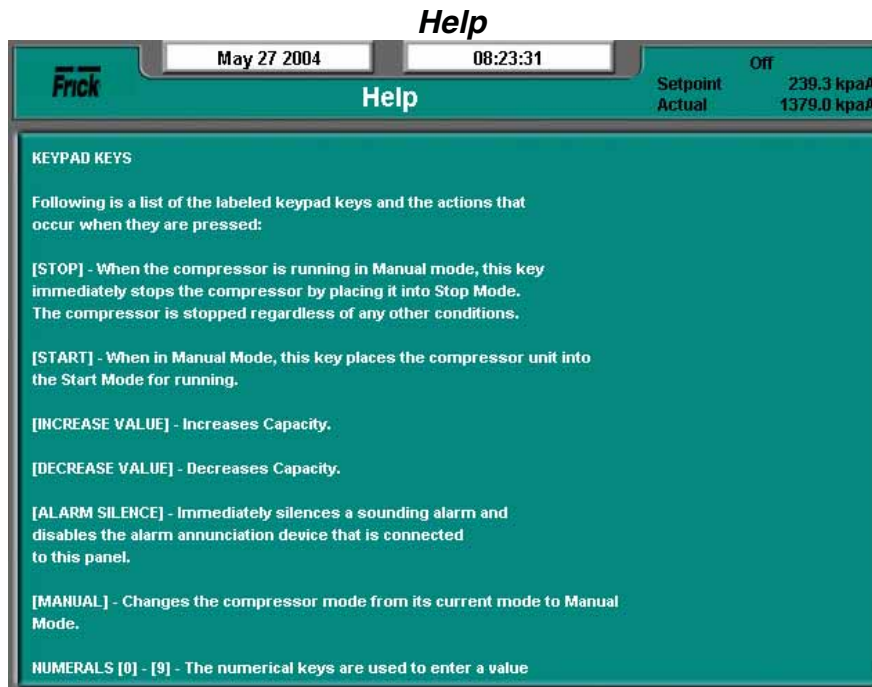 Help
May 27 2004
08:23:31
Off
Frick
Help
Setpoint 239.3 kpaA
Actual 1379.0 kpaA
KEYPAD KEYS
Following is a list of the labeled keypad keys and the actions that
occur when they are pressed:
[STOP] - When the compressor is running in Manual mode, this key
immediately stops the compressor by placing it into Stop Mode.
The compressor is stopped regardless of any other conditions.
[START] - When in Manual Mode, this key places the compressor unit into
the Start Mode for running.
[INCREASE VALUE] - Increases Capacity.
[DECREASE VALUE] - Decreases Capacity.
[ALARM SILENCE] - Immediately silences a sounding alarm and
disables the alarm annunciation device that is connected
to this panel.
[MANUAL] - Changes the compressor mode from its current mode to Manual
Mode.
NUMERALS [0] - [9] - The numerical keys are used to enter a value